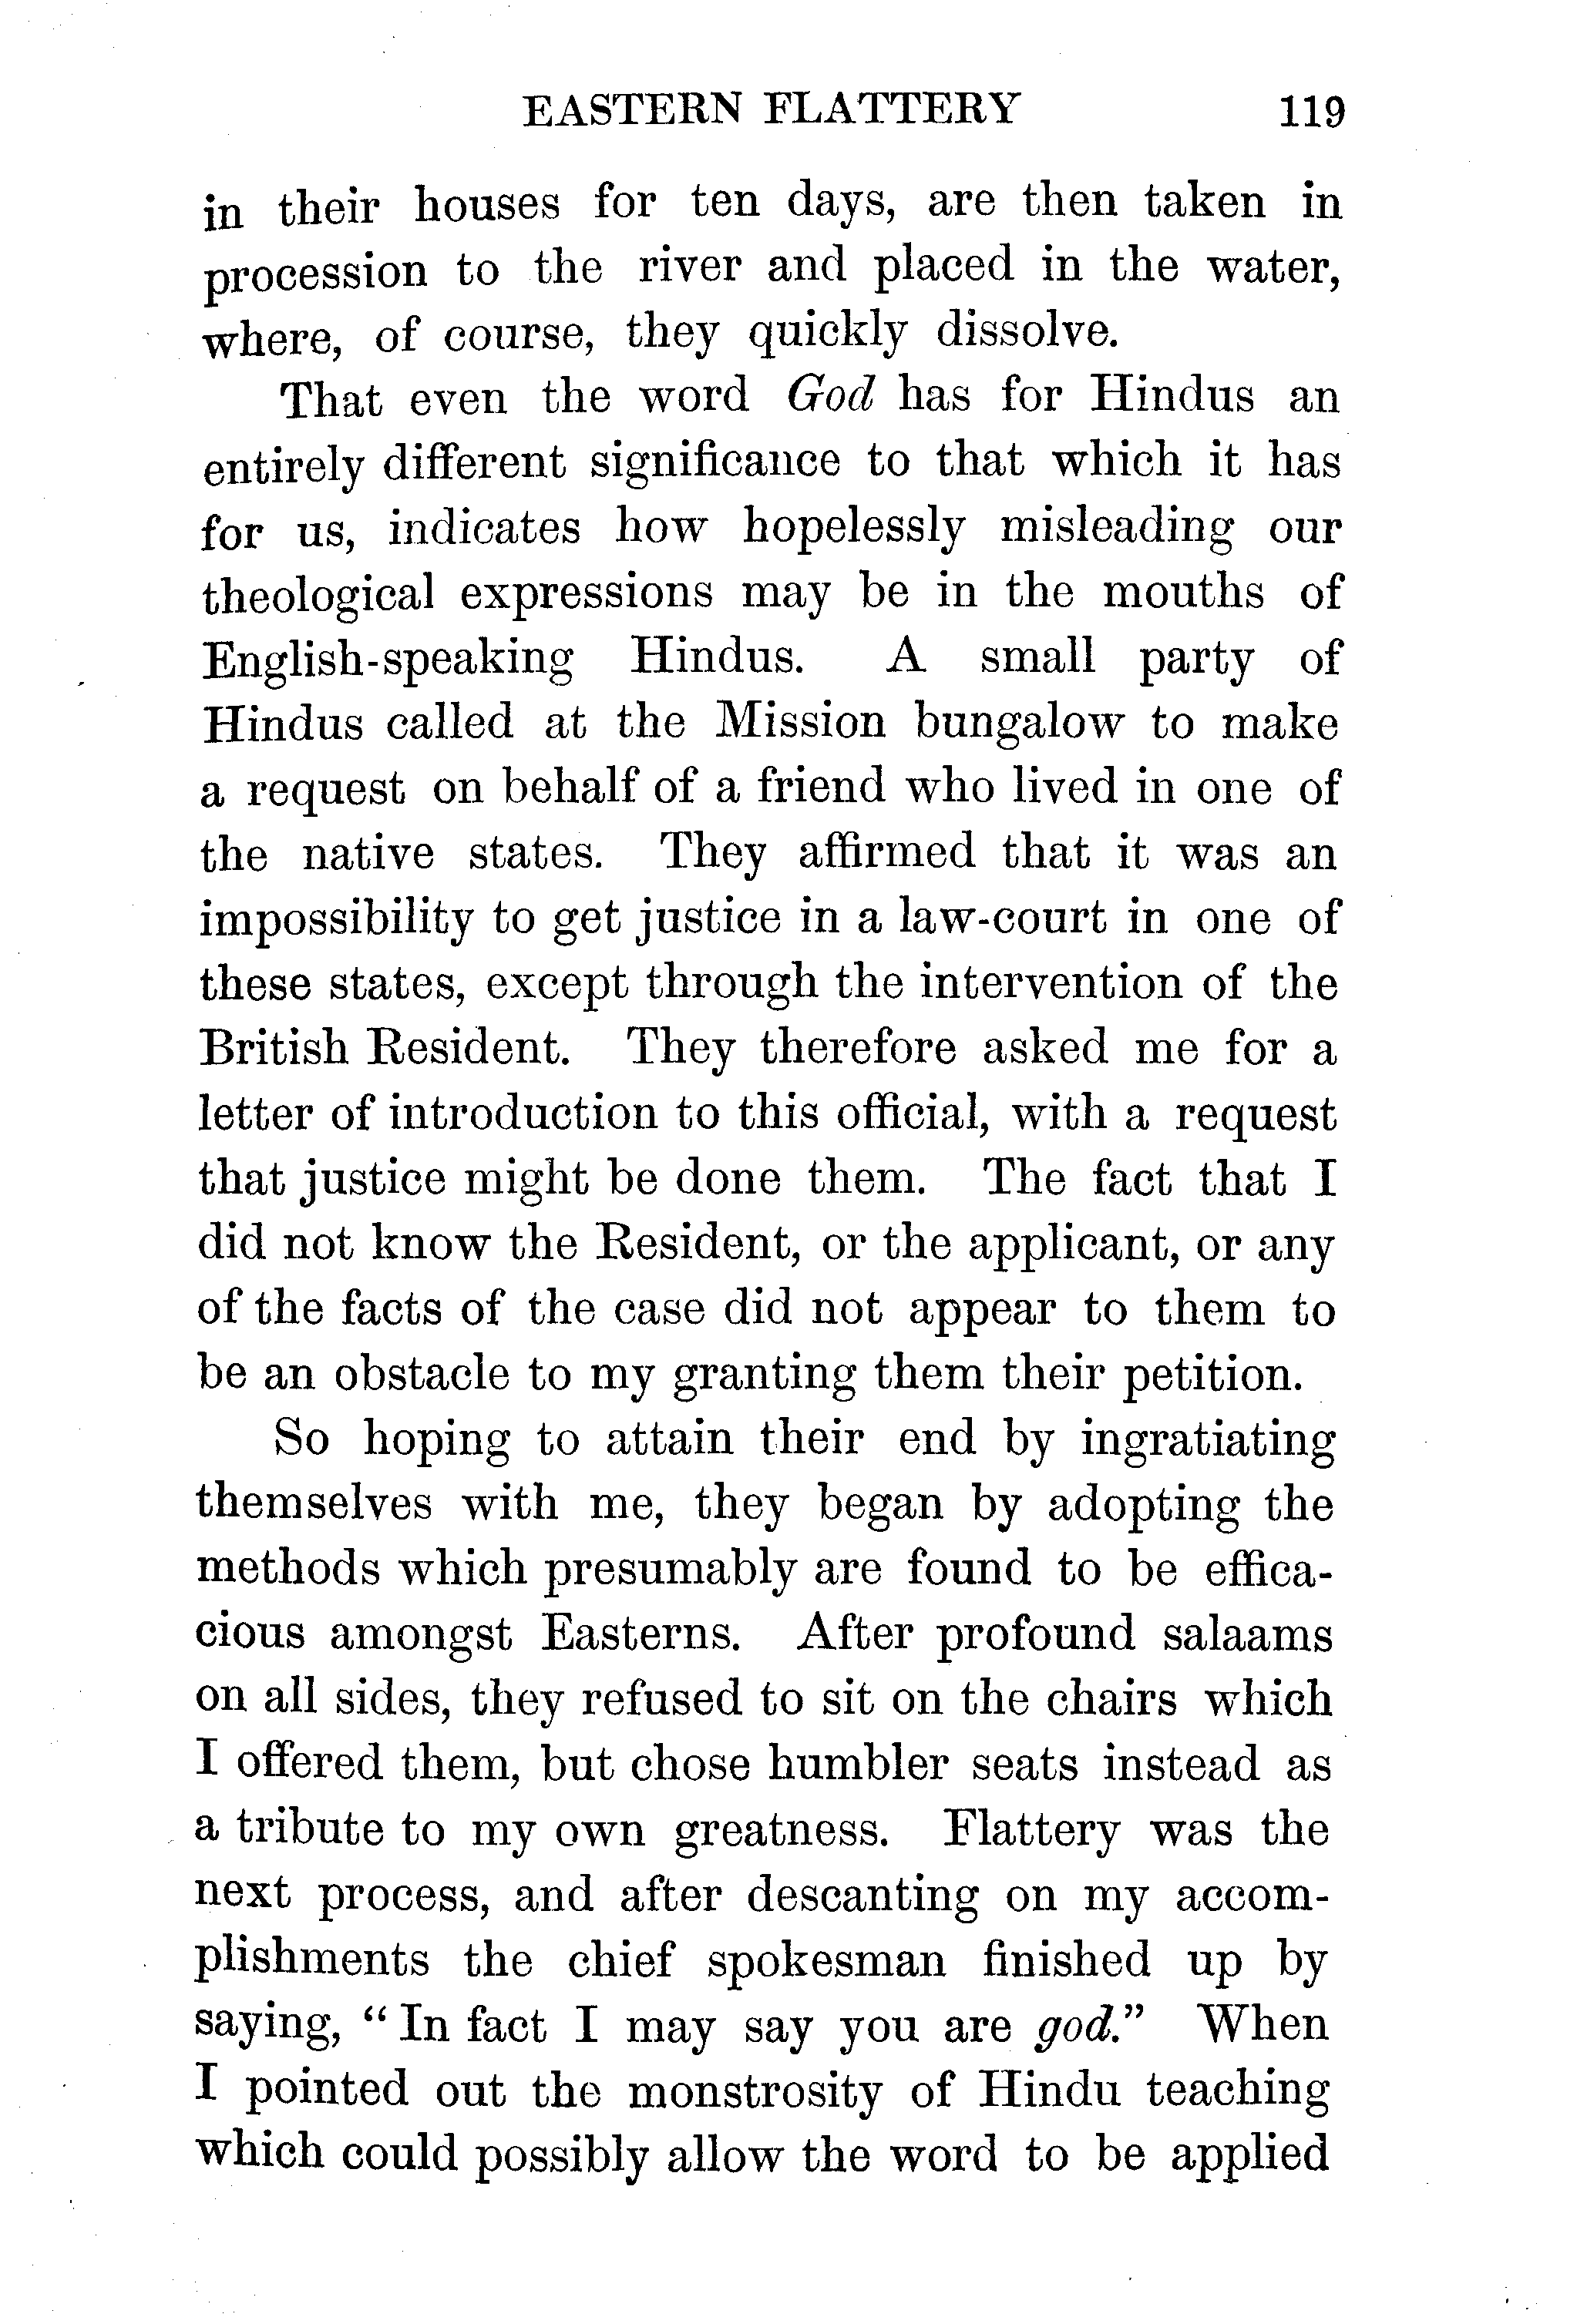 EASTERN FLATTERY 119
in their houses for ten days, are then taken in
procession to the river and placed in the water,
where, of course, they quickly dissolve.
That even the word God has for Hindus an
entirely different significance to that which it has
for us, indicates how hopelessly misleading our
theological expressions may be in the mouths of
English-speaking Hindus. A small party of
Hindus called at the Mission bungalow to make
a request on behalf of a friend who lived in one of
the native states. They affirmed that it was an
impossibility to get justice in a law-court in one of
these states, except through the intervention of the
British Resident. They therefore asked me for a
letter of introduction to this official, with a request
that justice might be done them. The fact that I
did not know the Resident, or the applicant, or any
of the facts of the case did not appear to them to
be an obstacle to my granting them their petition.
So hoping to attain their end by ingratiating
themselves with me, they began by adopting the
methods which presumably are found to be effica-
cious amongst Easterns. After profound salaams
on all sides, they refused to sit on the chairs which
I offered them, but chose humbler seats instead as
a tribute to my own greatness. Flattery was the
next process, and after descanting on my accom-
plishments the chief spokesman finished up by
saying, "In fact I may say you are god." When
I pointed out the monstrosity of Hindu teaching
which could possibly allow the word to be applied